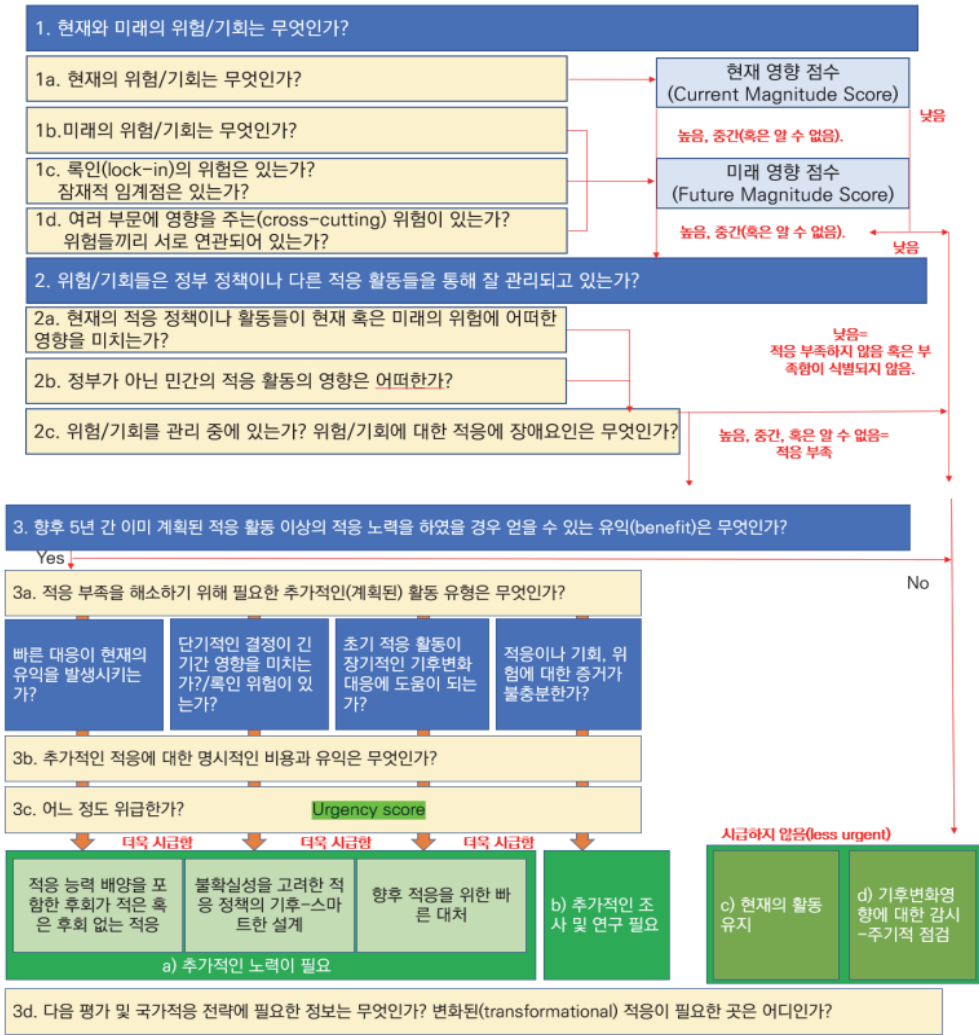 1. 현재와 미래의 위험/기회는 무엇인가?
1a. 현재의 위험/기회는 무엇인가?
현재 영향 점수
(Current Magnitude Score)
낮음
1b.미래의 위험/기회는 무엇인가?
높음, 중간(혹은 알 수 없음).
1c. 록인(lock-in)의 위험은 있는가?
잠재적 임계점은 있는가?
미래 영향 점수
(Future Magnitude Score)
1d. 여러 부문에 영향을 주는(cross-cutting) 위험이 있는가?
위험들끼리 서로 연관되어 있는가?
높음, 중간(혹은 알 수 없음).
낮음
2. 위험/기회들은 정부 정책이나 다른 적응 활동들을 통해 잘 관리되고 있는가?
2a. 현재의 적응 정책이나 활동들이 현재 혹은 미래의 위험에 어떠한
영향을 미치는가?
낮음=
적응 부족하지 않음 혹은 부
족함이 식별되지 않음.
2b. 정부가 아닌 민간의 적응 활동의 영향은 어떠한가?
2c. 위험/기회를 관리 중에 있는가? 위험/기회에 대한 적응에 장애요인은 무엇인가?
높음, 중간, 혹은 알 수 없음=
적응 부족
3. 향후 5년 간 이미 계획된 적응 활동 이상의 적응 노력을 하였을 경우 얻을 수 있는 유익(benefit)은 무엇인가?
Yes
No
3a. 적응 부족을 해소하기 위해 필요한 추가적인(계획된) 활동 유형은 무엇인가?
빠른 대응이 현재의
유익을 발생시키는
가?
단기적인 결정이 긴
기간 영향을 미치는
가?/록인 위험이 있
는가?
초기 적응 활동이
장기적인 기후변화
대응에 도움이 되는
가?
적응이나 기회, 위
험에 대한 증거가
불충분한가?
3b. 추가적인 적응에 대한 명시적인 비용과 유익은 무엇인가?
3c. 어느 정도 위급한가?
Urgency score
더욱 시급함
더욱 시급함
더욱 시급함
시급하지 않음(less urgent)
적응 능력 배양을 포
함한 후회가 적은 혹
은 후회 없는 적응
불확실성을 고려한 적
응 정책의 기후-스마
트한 설계
향후 적응을 위한 빠
른 대처
a) 추가적인 노력이 필요
b) 추가적인 조
사 및 연구 필요
c) 현재의 활동
유지
d) 기후변화영
향에 대한 감시
-주기적 점검
3d. 다음 평가 및 국가적응 전략에 필요한 정보는 무엇인가? 변화된(transformational) 적응이 필요한 곳은 어디인가?